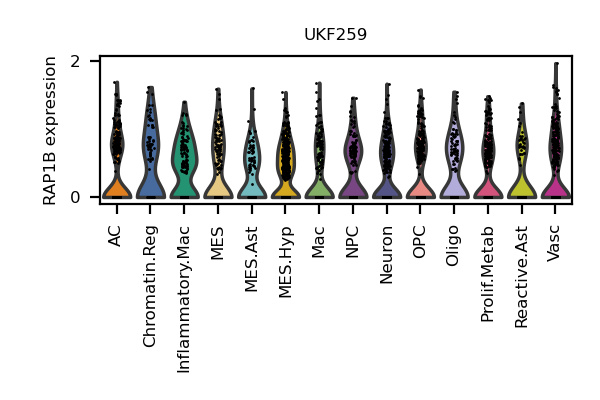 UKF259
RAP1B expression
2
0
AC
Chromatin.Reg
Inflammatory.Mac
MES
MES.Ast
MES.Hyp
Mac
NPC
Neuron
OPC
Oligo
Prolif.Metab
Reactive.Ast
Vasc